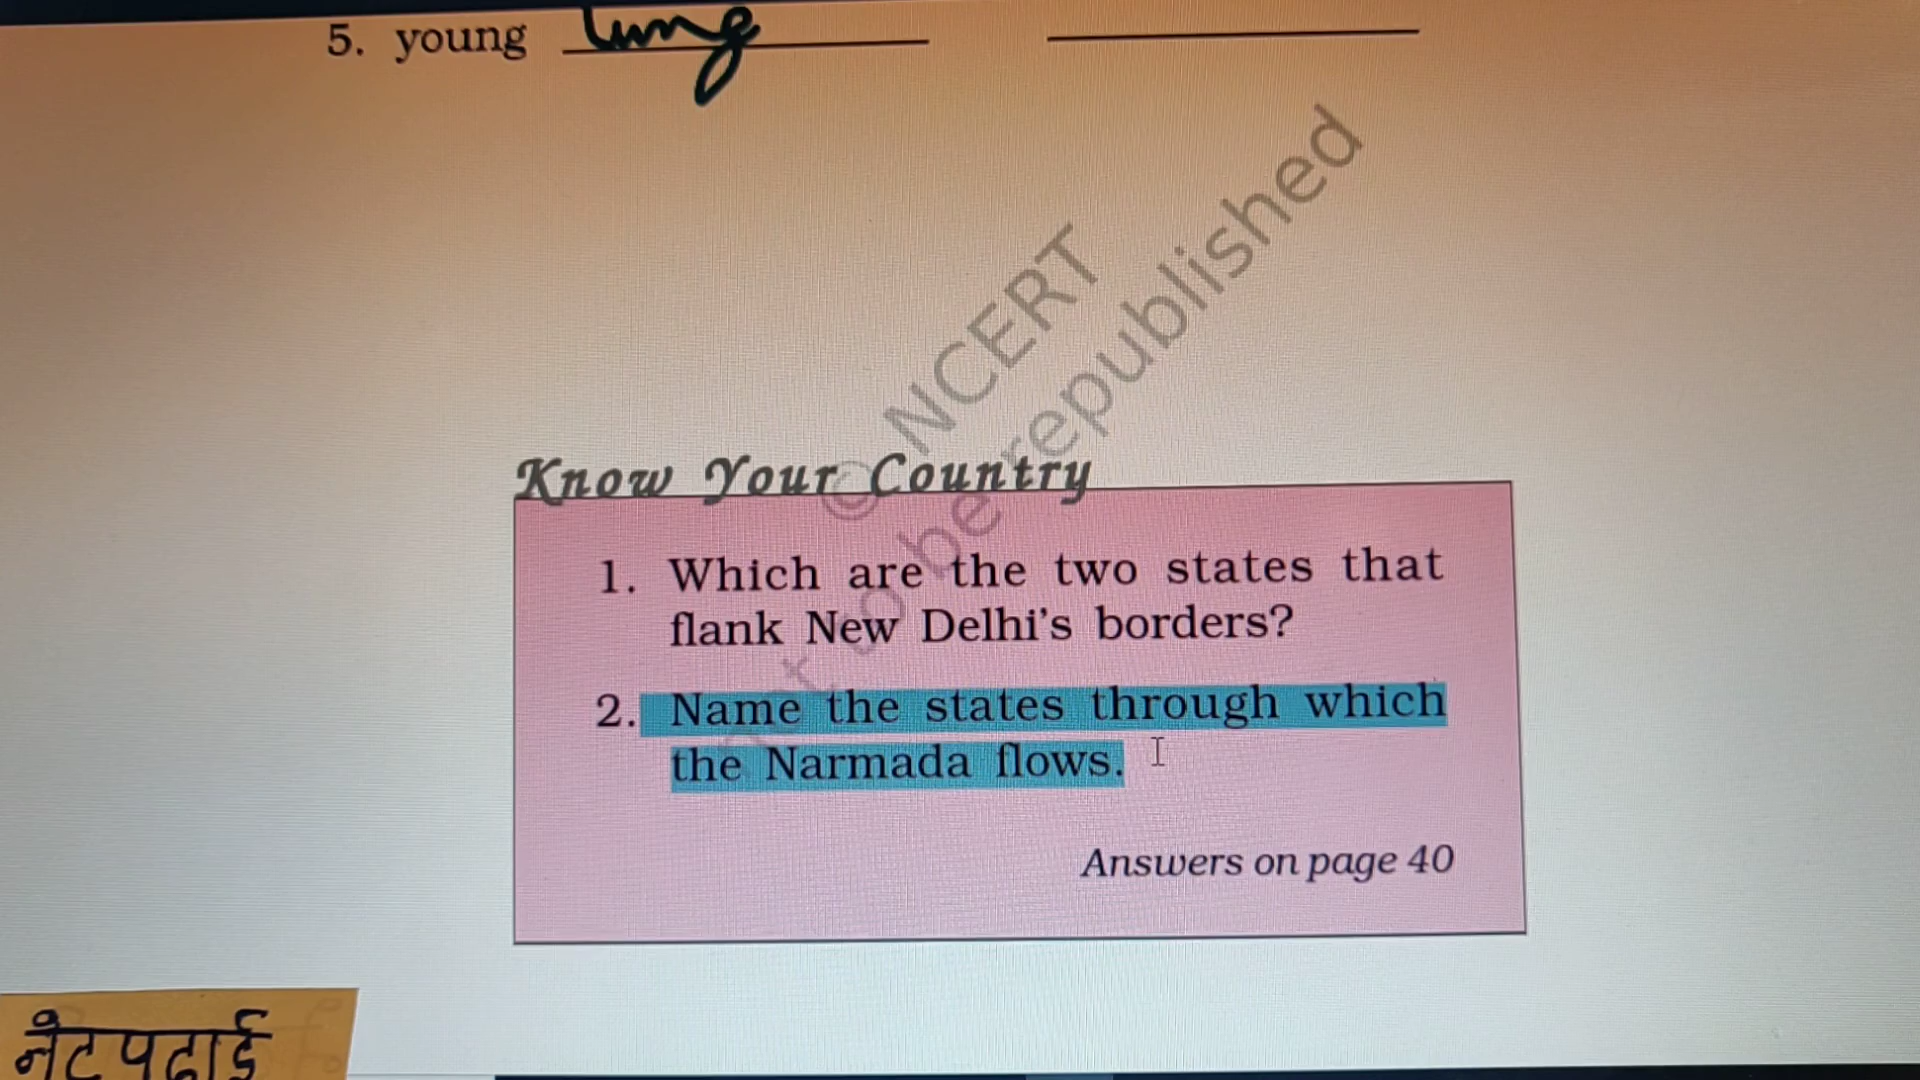 5. young lung
© NCERT
not to be republished
Know Your Country
1. Which are the two states that
flank New Delhi's borders?
2. Name the states through which
the Narmada flows.
Answers on page 40
नेटपढाई